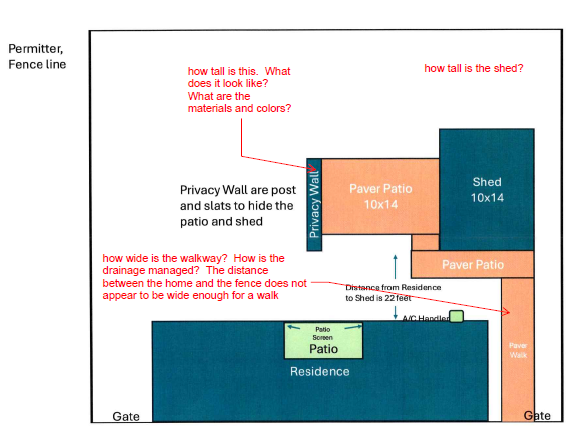 Permitter,
Fence line
how tall is this.  What
does it look like?
What are the
materials and colors?
how tall is the shed?
Privacy Wall are post
and slats to hide the
patio and shed
Privacy Wall
Paver Patio
10x14
Shed
10x14
how wide is the walkway?  How is the
drainage managed?  The distance
between the home and the fence does not
appear to be wide enough for a walk
Paver Patio
Distance from Residence
to Shed is 22 feet
A/C Handler
Patio
Screen
Patio
Residence
Paver
Walk
Gate
Gate